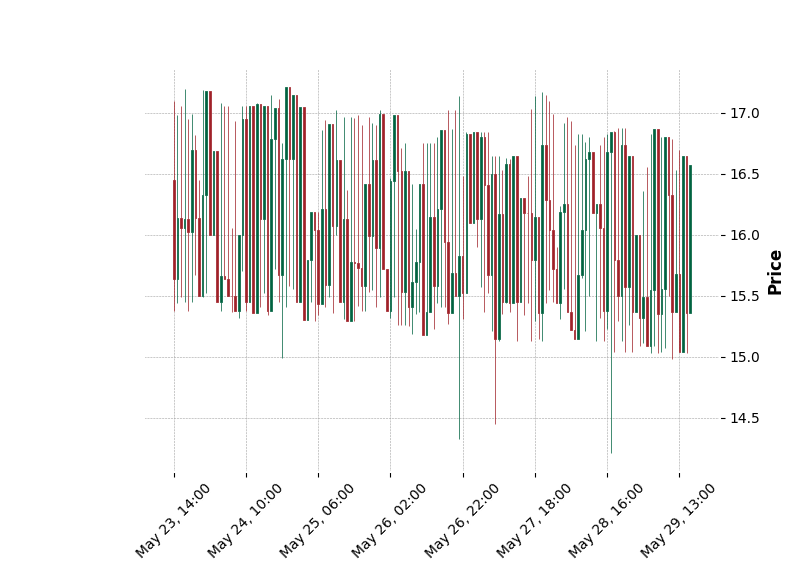 17.0
16.5
16.0
15.5
15.0
14.5
Price
May 23, 14:00
May 24, 10:00
May 25, 06:00
May 26, 02:00
May 26, 22:00
May 27, 18:00
May 28, 16:00
May 29, 13:00